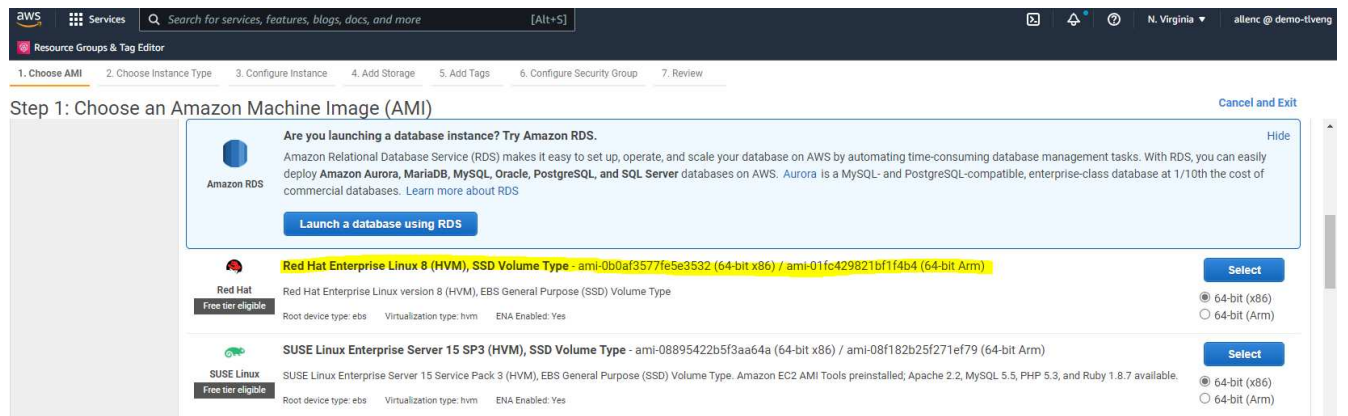 aws
Services
Search for services, features, blogs, docs, and more
[Alt+S]
N. Virginia
allenc @ demo-tlveng
Resource Groups & Tag Editor
1. Choose AMI
2. Choose Instance Type
3. Configure Instance
4. Add Storage
5. Add Tags
6. Configure Security Group
7. Review
Step 1: Choose an Amazon Machine Image (AMI)
Cancel and Exit
Amazon RDS
Are you launching a database instance? Try Amazon RDS.
Hide
Amazon Relational Database Service (RDS) makes it easy to set up, operate, and scale your database on AWS by automating time-consuming database management tasks. With RDS, you can easily
deploy Amazon Aurora, MariaDB, MySQL, Oracle, PostgreSQL, and SQL Server databases on AWS. Aurora is a MySQL- and PostgreSQL-compatible, enterprise-class database at 1/10th the cost of
commercial databases. Learn more about RDS
Launch a database using RDS
Red Hat
Free tier eligible
Red Hat Enterprise Linux 8 (HVM), SSD Volume Type - ami-0b0af3577fe5e3532 (64-bit x86) / ami-01fc429821bf1f4b4 (64-bit Arm)
Red Hat Enterprise Linux version 8 (HVM), EBS General Purpose (SSD) Volume Type
Root device type: ebs Virtualization type: hvm ENA Enabled: Yes
Select
64-bit (x86)
64-bit (Arm)
SUSE Linux
Free tier eligible
SUSE Linux Enterprise Server 15 SP3 (HVM), SSD Volume Type - ami-08895422b5f3aa64a (64-bit x86) / ami-08f182b25f271ef79 (64-bit Arm)
SUSE Linux Enterprise Server 15 Service Pack 3 (HVM), EBS General Purpose (SSD) Volume Type. Amazon EC2 AMI Tools preinstalled; Apache 2.2, MySQL 5.5, PHP 5.3, and Ruby 1.8.7 available.
Root device type: ebs Virtualization type: hvm ENA Enabled: Yes
Select
64-bit (x86)
64-bit (Arm)